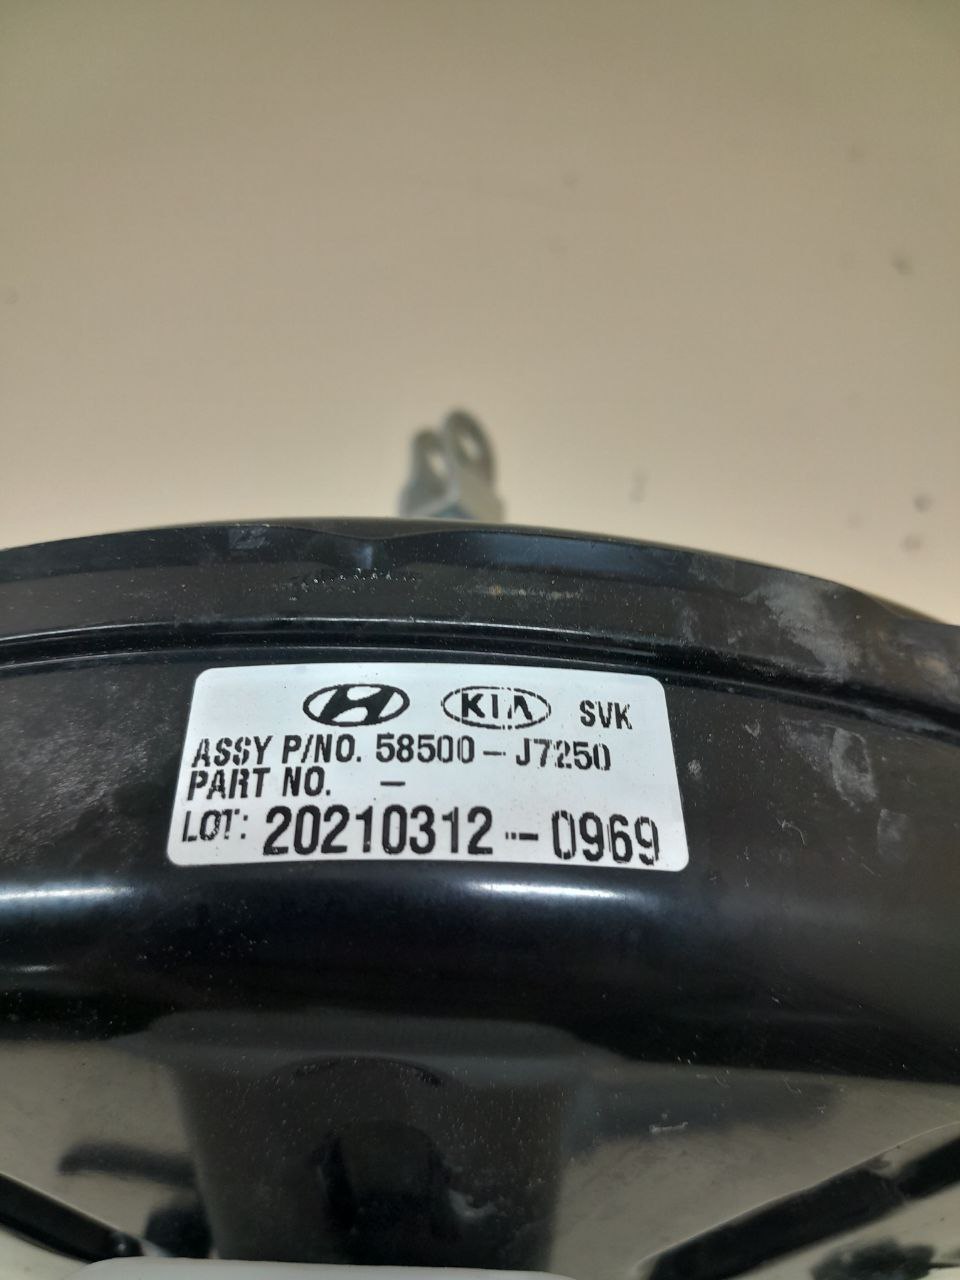 KIA SVK
ASSY P/NO. 58500-J7250
PART NO. -
LOT: 20210312--0969